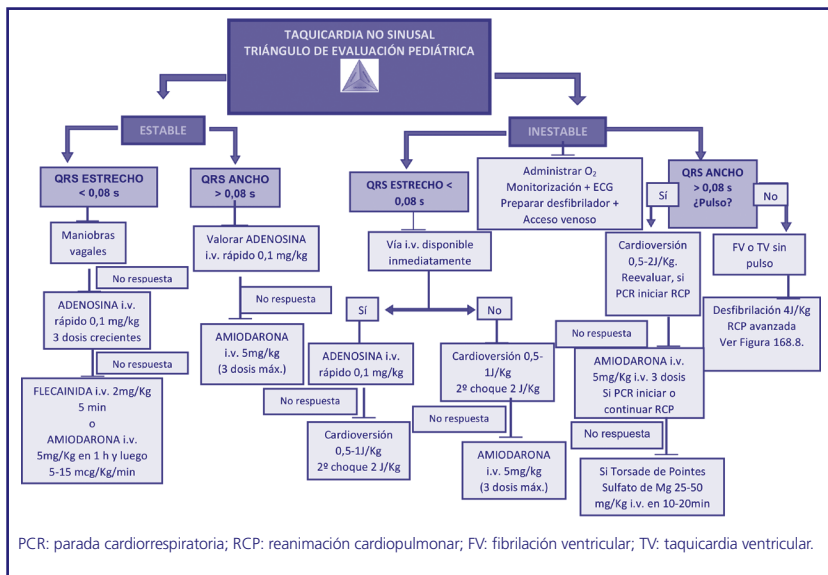 TAQUICARDIA NO SINUSAL
TRIÁNGULO DE EVALUACIÓN PEDIÁTRICA
ESTABLE
INESTABLE
QRS ESTRECHO
< 0,08 s
QRS ANCHO
> 0,08 s
Maniobras
vagales
Valorar ADENOSINA
i.v. rápido 0,1 mg/kg
No respuesta
ADENOSINA i.v.
rápido 0,1 mg/kg
3 dosis crecientes
No respuesta
AMIODARONA
i.v. 5mg/kg
(3 dosis máx.)
No respuesta
FLECAINIDA i.v. 2mg/Kg
5 min
o
AMIODARONA i.v.
5mg/Kg en 1 h y luego
5-15 mcg/Kg/min
QRS ESTRECHO <
0,08 s
Administrar O₂
Monitorización + ECG
Preparar desfibrilador +
Acceso venoso
QRS ANCHO
> 0,08 s
¿Pulso?
Vía i.v. disponible
inmediatamente
Sí
No
ADENOSINA i.v.
rápido 0,1 mg/kg
Cardioversión 0,5-
1J/Kg
2º choque 2 J/Kg
No respuesta
Cardioversión
0,5-1J/Kg
2º choque 2 J/Kg
No respuesta
AMIODARONA
i.v. 5mg/kg
(3 dosis máx.)
Sí
No
Cardioversión
0,5-2J/Kg.
Reevaluar, si
PCR iniciar RCP
FV o TV sin
pulso
No respuesta
Desfibrilación 4J/Kg
RCP avanzada
Ver Figura 168.8.
AMIODARONA i.v.
5mg/Kg i.v. 3 dosis
Si PCR iniciar o
continuar RCP
No respuesta
Si Torsade de Pointes
Sulfato de Mg 25-50
mg/Kg i.v. en 10-20min
PCR: parada cardiorrespiratoria; RCP: reanimación cardiopulmonar; FV: fibrilación ventricular; TV: taquicardia ventricular.